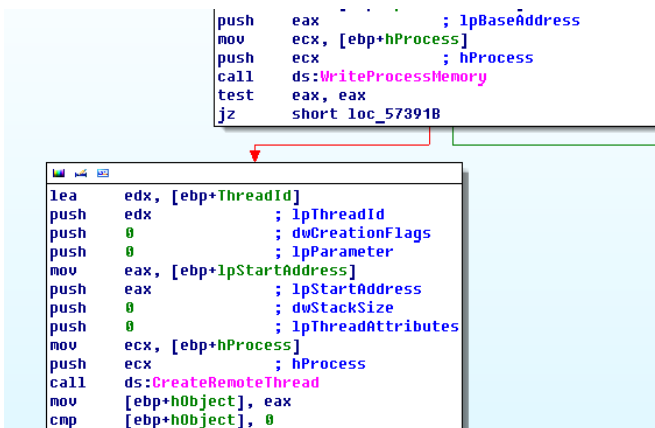 push eax ; lpBaseAddress
mov ecx, [ebp+hProcess]
push ecx ; hProcess
call ds:WriteProcessMemory
test eax, eax
jz short loc_57391B
lea edx, [ebp+ThreadId]
push edx ; lpThreadId
push 0 ; dwCreationFlags
push 0 ; lpParameter
mov eax, [ebp+lpStartAddress]
push eax ; lpStartAddress
push 0 ; dwStackSize
push 0 ; lpThreadAttributes
mov ecx, [ebp+hProcess]
push ecx ; hProcess
call ds:CreateRemoteThread
mov [ebp+hObject], eax
cmp [ebp+hObject], 0